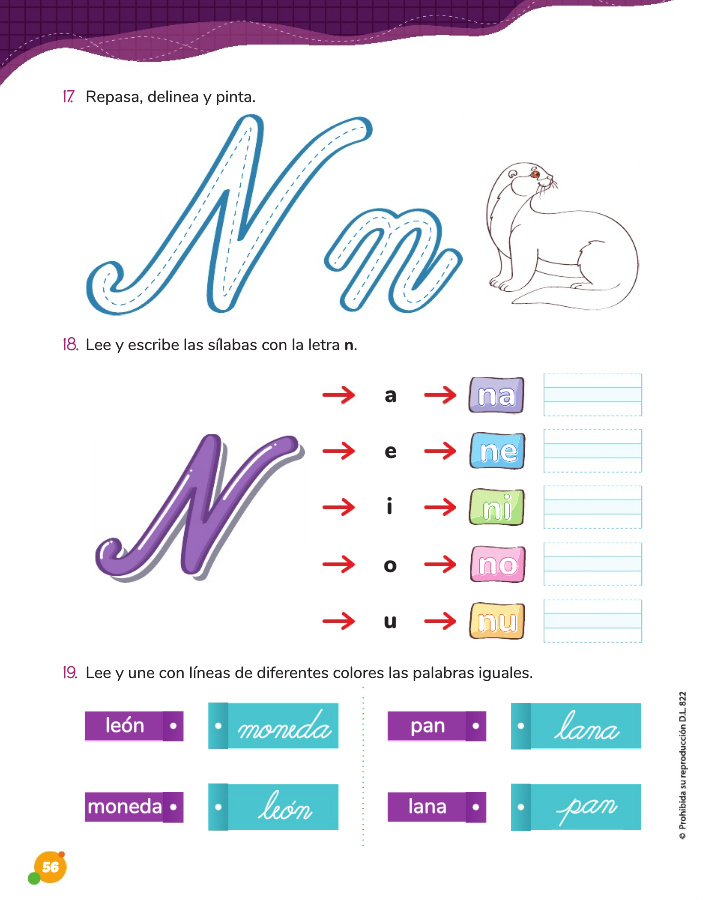 17. Repasa, delinea y pinta.
N n
18. Lee y escribe las sílabas con la letra n.
N
a na
e ne
i ni
o no
u nu
19. Lee y une con líneas de diferentes colores las palabras iguales.
león moneda pan lana
moneda león lana pan
© Prohibida su reproducción D.L. 822
56